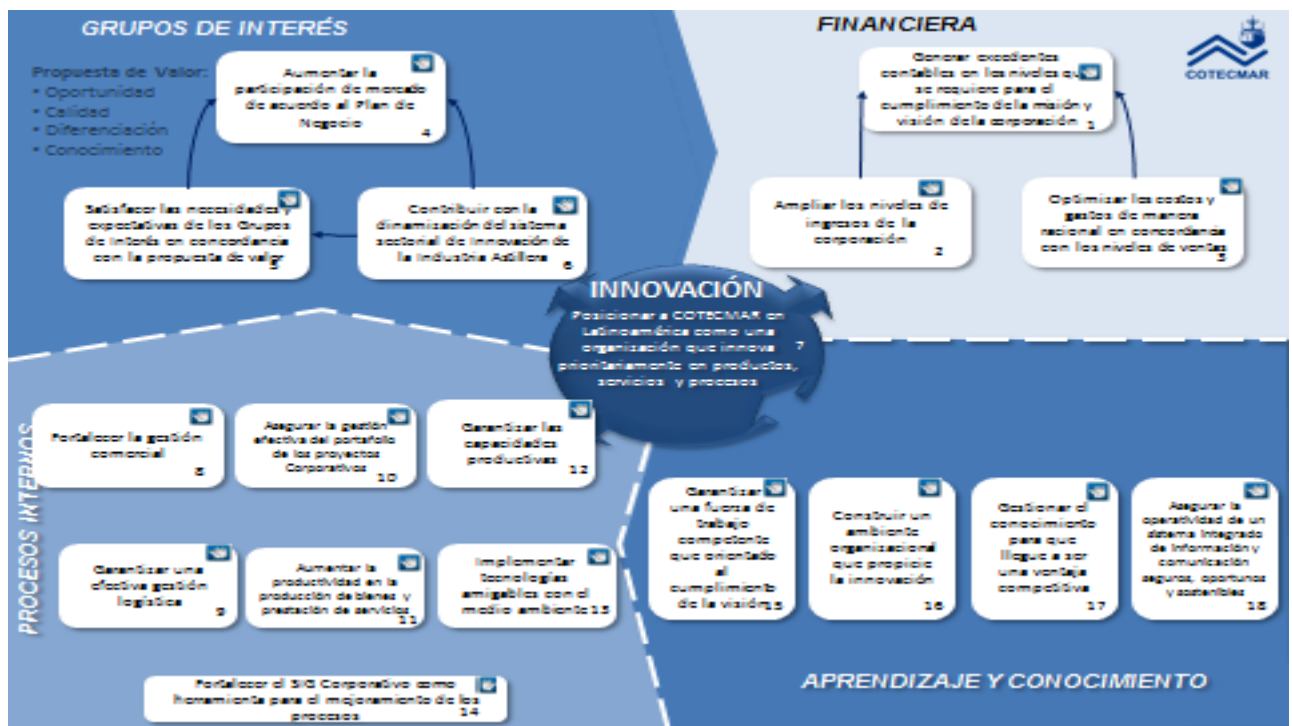 GRUPOS DE INTERÉS
Propuesta de Valor:
• Oportunidad
• Calidad
• Diferenciación
• Conocimiento
Aumentar la
participación de mercado
de acuerdo al Plan de
Negocio
4
Satisfacer las necesidades y
expectativas de los Grupos
de Interés en concordancia
con la propuesta de valor
5
Contribuir con la
dinamización del sistema
sectorial de Innovación de
la Industria Astillera
6
FINANCIERA
COTECMAR
Generar excedentes
contables en los niveles que
se requiere para el
cumplimiento de la misión y
visión de la corporación
1
Ampliar los niveles de
ingresos de la
corporación
2
Optimizar los costos y
gastos de manera
racional en concordancia
con los niveles de ventas
3
INNOVACIÓN
Posicionar a COTECMAR en
Latinoamérica como una
organización que innova
prioritariamente en productos,
servicios y procesos
7
PROCESOS INTERNOS
Fortalecer la gestión
comercial
8
Asegurar la gestión
efectiva del portafolio
de los proyectos
Corporativos
10
Garantizar las
capacidades
productivas
12
Garantizar una
efectiva gestión
logística
9
Aumentar la
productividad en la
producción de bienes y
prestación de servicios
11
Implementar
tecnologías
amigables con el
medio ambiente
13
Fortalecer el SIG Corporativo como
herramienta para el mejoramiento de los
procesos
14
Garantizar
una fuerza de
trabajo
competente
que orientado al
cumplimiento
de la visión
15
Construir un
ambiente
organizacional
que propicie
la innovación
16
Gestionar el
conocimiento
para que
llegue a ser
una ventaja
competitiva
17
Asegurar la
operatividad de un
sistema integrado
de información y
comunicación
seguros, oportunos
y sostenibles
18
APRENDIZAJE Y CONOCIMIENTO